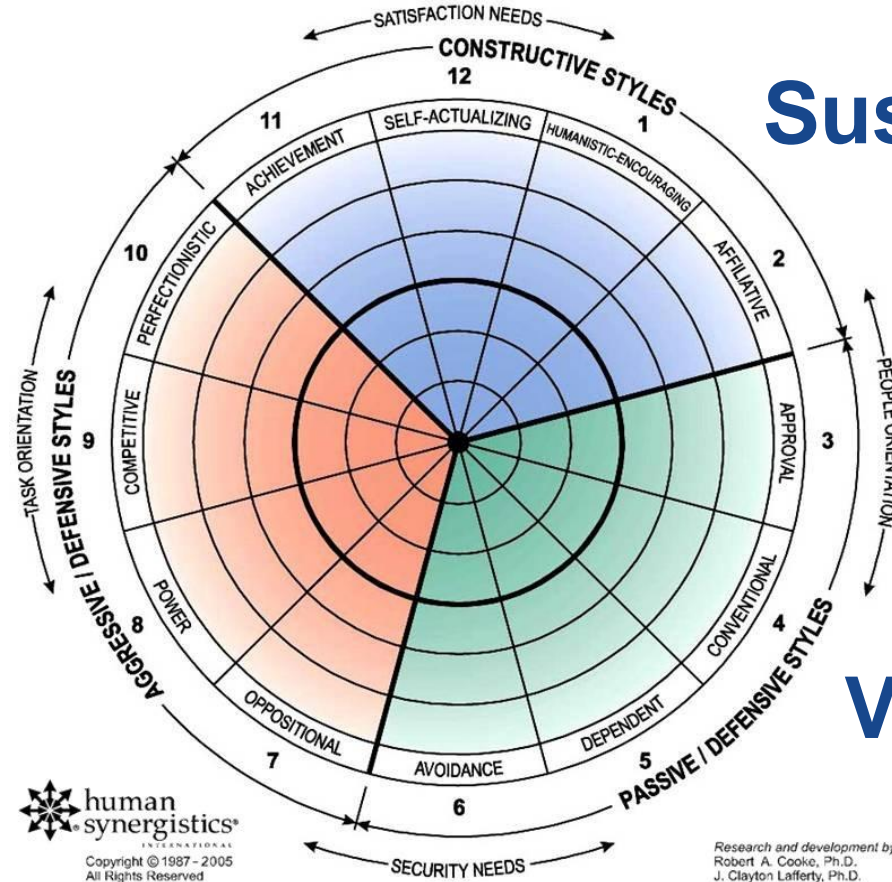 SATISFACTION NEEDS
CONSTRUCTIVE STYLES
12
11
1
SELF-ACTUALIZING
ACHIEVEMENT
HUMANISTIC-ENCOURAGING
Sus
10
2
PERFECTIONISTIC
AFFILIATIVE
TASK ORIENTATION
PEOPLE ORIENTATION
AGGRESSIVE / DEFENSIVE STYLES
9
COMPETITIVE
APPROVAL
3
8
POWER
CONVENTIONAL
4
PASSIVE / DEFENSIVE STYLES
V
OPPOSITIONAL
DEPENDENT
7
5
AVOIDANCE
6
SECURITY NEEDS
human
synergistics®
INTERNATIONAL
Copyright © 1987 - 2005
All Rights Reserved
Research and development by
Robert A. Cooke, Ph.D.
J. Clayton Lafferty, Ph.D.